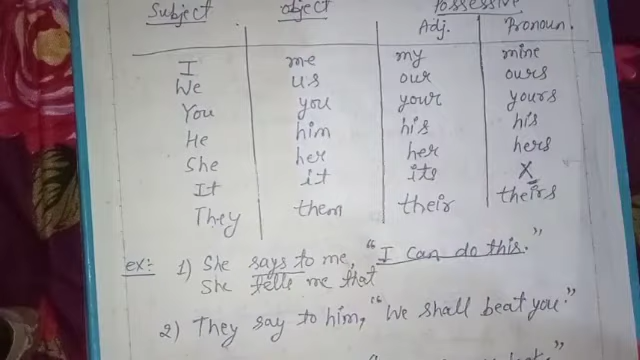 Subject object Possessive
Adj. Pronoun.
I me my mine
We us our ours
You you your yours
He him his his
She her her hers
It it its X
They them their theirs
ex:- 1) She says to me, "I can do this."
She tells me that
2) They say to him, "We shall beat you."